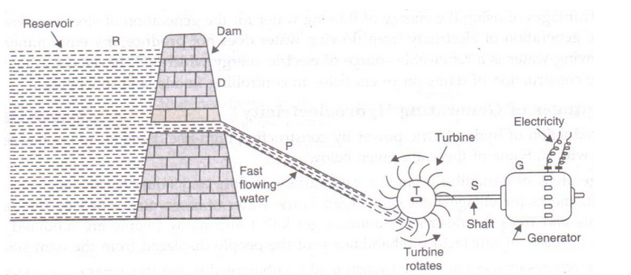 Reservoir
R
Dam
D
P
Fast
flowing
water
Turbine
T
Turbine
rotates
S
Shaft
Electricity
G
Generator